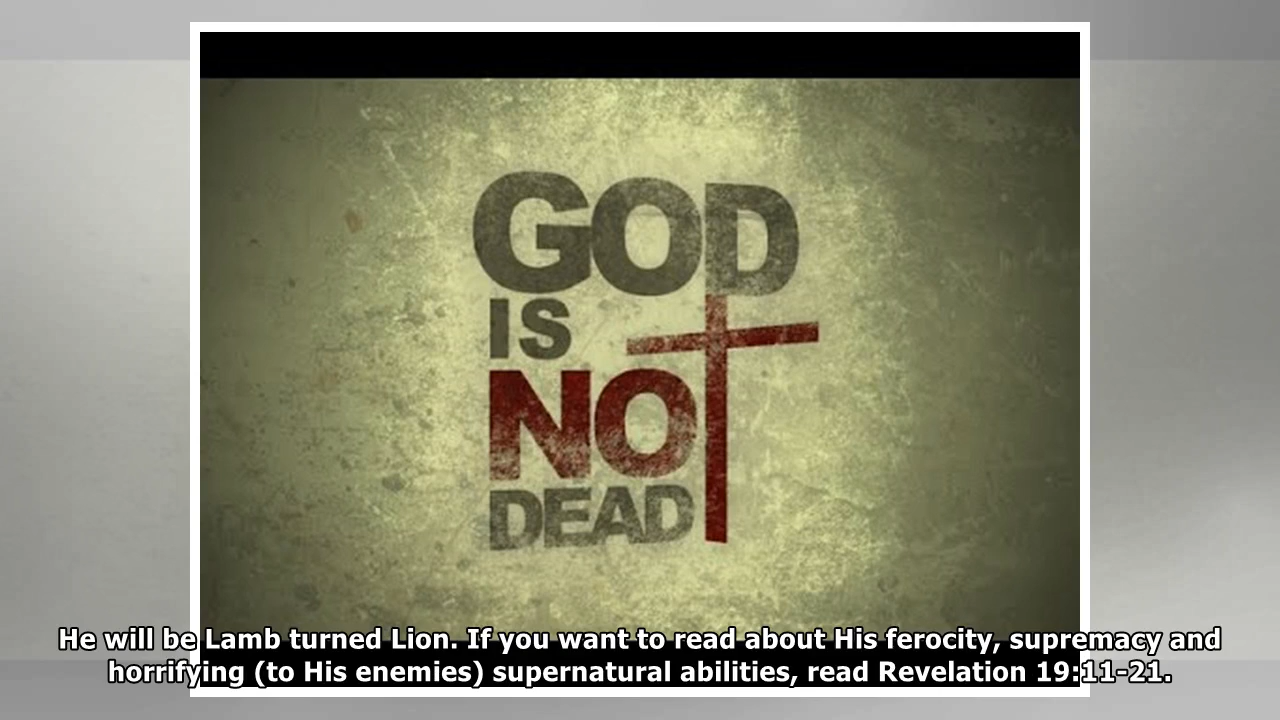 GOD
IS
NOT
DEAD
He will be Lamb turned Lion. If you want to read about His ferocity, supremacy and
horrifying (to His enemies) supernatural abilities, read Revelation 19:11-21.